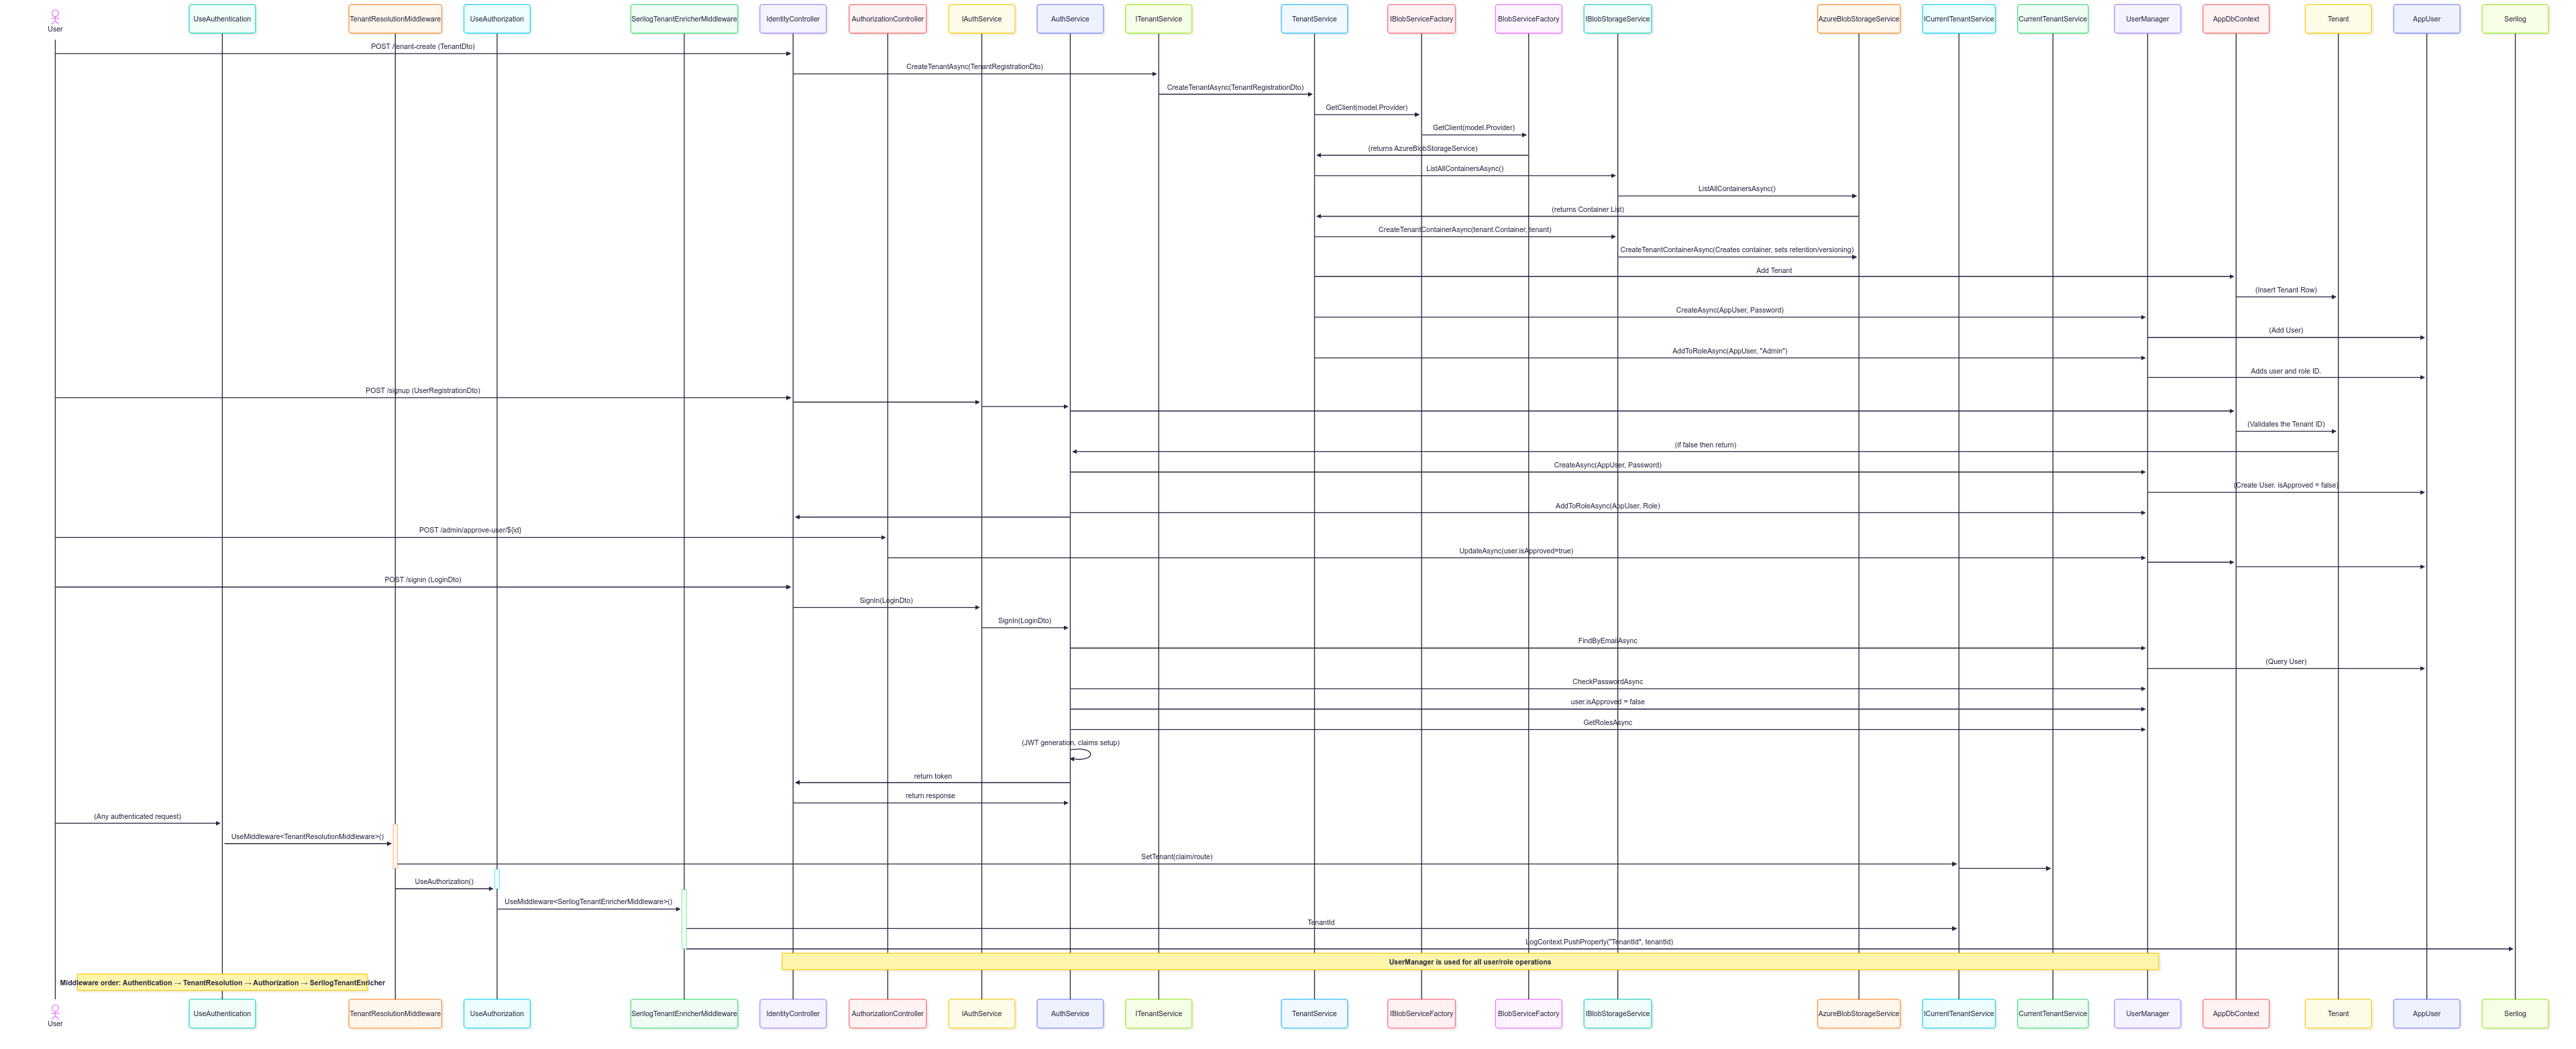 User
UseAuthentication
TenantResolutionMiddleware
UseAuthorization
SerilogTenantEnricherMiddleware
IdentityController
AuthorizationController
IAuthService
AuthService
ITenantService
TenantService
IBlobServiceFactory
BlobServiceFactory
IBlobStorageService
AzureBlobStorageService
ICurrentTenantService
CurrentTenantService
UserManager
AppDbContext
Tenant
AppUser
Serilog
POST /tenant-create (TenantDto)
CreateTenantAsync(TenantRegistrationDto)
CreateTenantAsync(TenantRegistrationDto)
GetClient(model.Provider)
GetClient(model.Provider)
(returns AzureBlobStorageService)
ListAllContainersAsync()
ListAllContainersAsync()
(returns Container List)
CreateTenantContainerAsync(tenant.Container, tenant)
CreateTenantContainerAsync(Creates container, sets retention/versioning)
Add Tenant
(Insert Tenant Row)
CreateAsync(AppUser, Password)
(Add User)
AddToRoleAsync(AppUser, "Admin")
Adds user and role ID.
POST /signup (UserRegistrationDto)
(Validates the Tenant ID)
(if false then return)
CreateAsync(AppUser, Password)
(Create User. isApproved = false)
AddToRoleAsync(AppUser, Role)
POST /admin/approve-user/${id}
UpdateAsync(user.isApproved=true)
POST /signin (LoginDto)
SignIn(LoginDto)
SignIn(LoginDto)
FindByEmailAsync
(Query User)
CheckPasswordAsync
user.isApproved = false
GetRolesAsync
(JWT generation, claims setup)
return token
return response
(Any authenticated request)
UseMiddleware<TenantResolutionMiddleware>()
SetTenant(claim/route)
UseAuthorization()
UseMiddleware<SerilogTenantEnricherMiddleware>()
TenantId
LogContext.PushProperty("TenantId", tenantId)
UserManager is used for all user/role operations
Middleware order: Authentication → TenantResolution → Authorization → SerilogTenantEnricher
User
UseAuthentication
TenantResolutionMiddleware
UseAuthorization
SerilogTenantEnricherMiddleware
IdentityController
AuthorizationController
IAuthService
AuthService
ITenantService
TenantService
IBlobServiceFactory
BlobServiceFactory
IBlobStorageService
AzureBlobStorageService
ICurrentTenantService
CurrentTenantService
UserManager
AppDbContext
Tenant
AppUser
Serilog